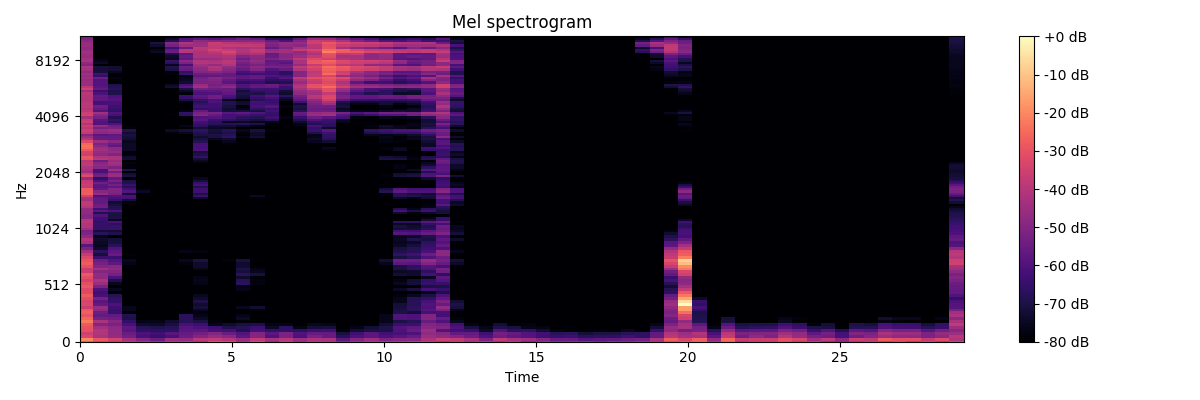 Mel spectrogram
Hz
8192
4096
2048
1024
512
0
0 5 10 15 20 25
Time
+0 dB
-10 dB
-20 dB
-30 dB
-40 dB
-50 dB
-60 dB
-70 dB
-80 dB